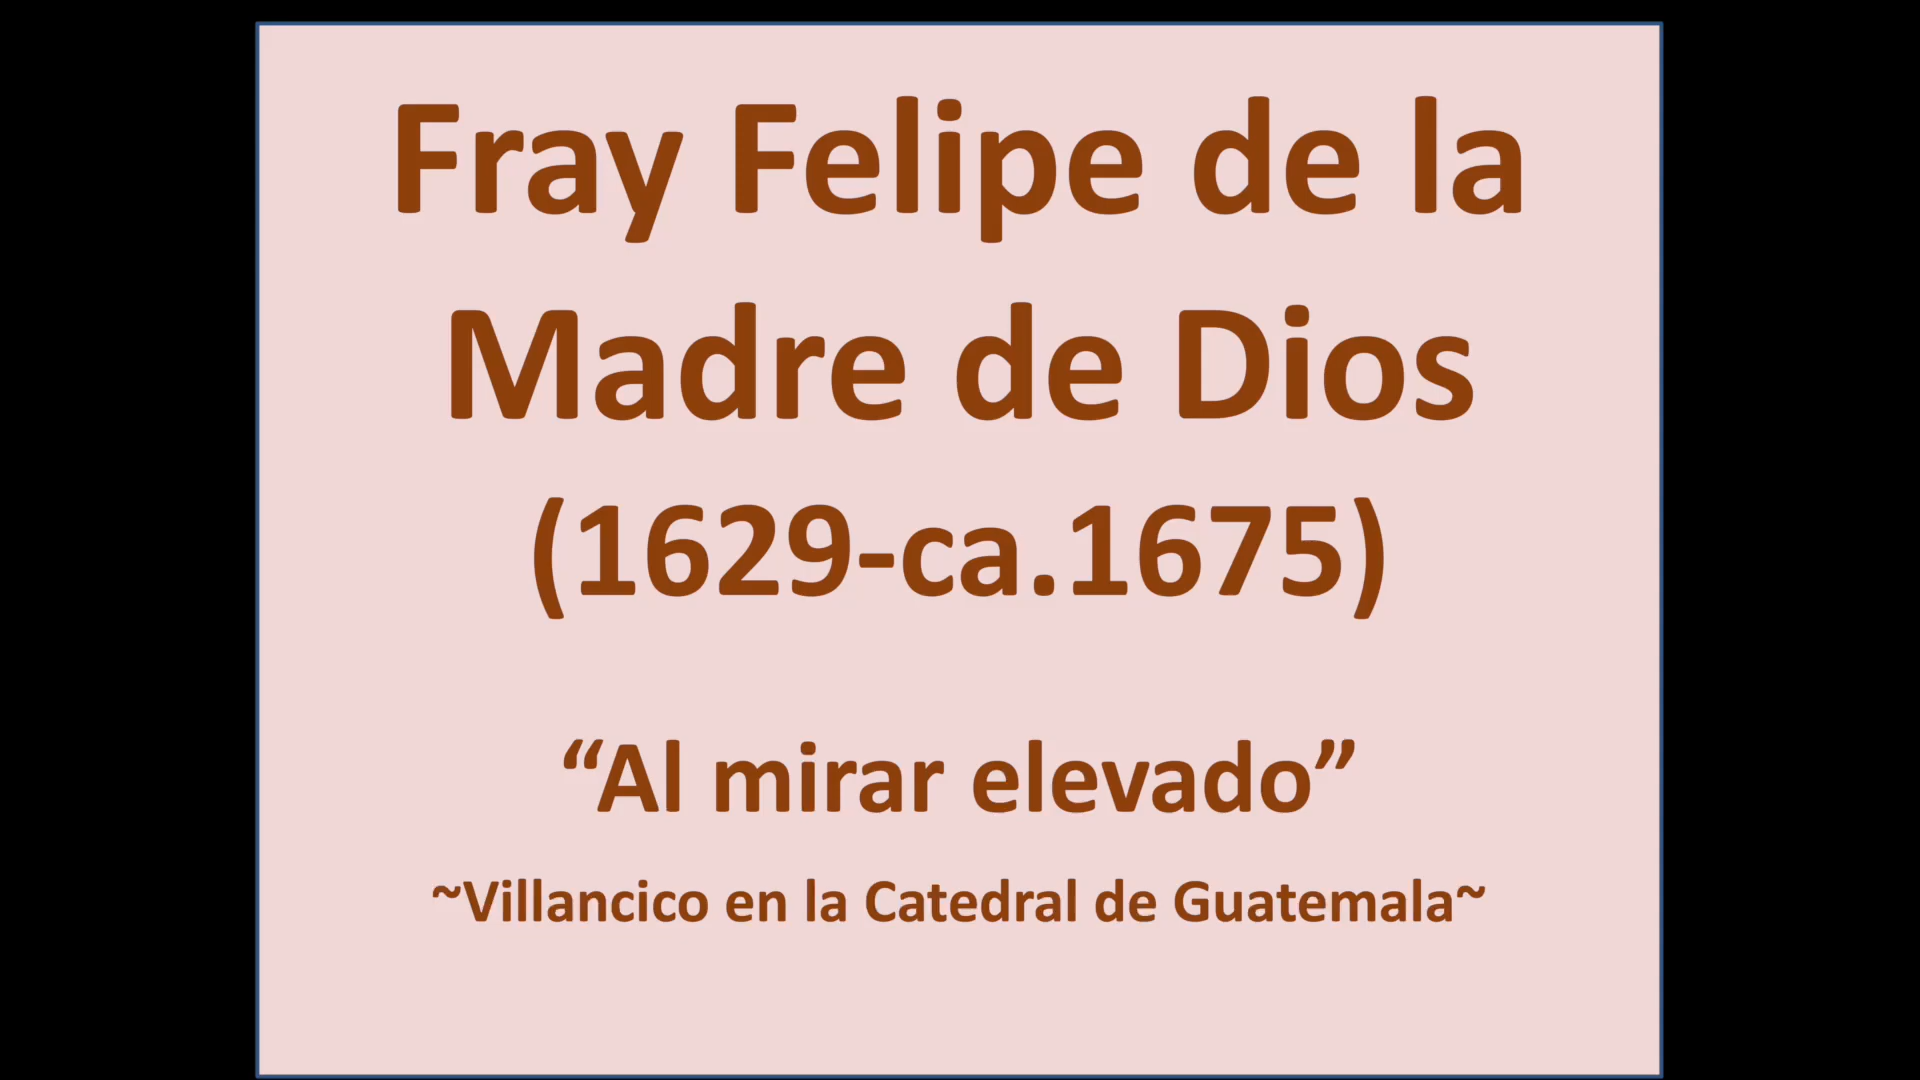 Fray Felipe de la
Madre de Dios
(1629-ca.1675)
“Al mirar elevado”
~Villancico en la Catedral de Guatemala~